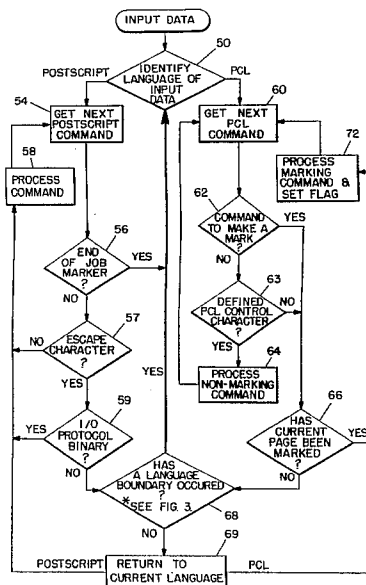 INPUT DATA
50
IDENTIFY
LANGUAGE OF
INPUT
DATA
POSTSCRIPT
PCL
54
GET NEXT
POSTSCRIPT
COMMAND
60
GET NEXT
PCL
COMMAND
58
PROCESS
COMMAND
72
PROCESS
MARKING
COMMAND &
SET FLAG
62
COMMAND
TO MAKE A
MARK
?
YES
NO
56
END
OF JOB
MARKER
?
YES
NO
63
DEFINED
PCL CONTROL
CHARACTER
?
NO
YES
57
ESCAPE
CHARACTER
?
NO
YES
YES
64
PROCESS
NON-MARKING
COMMAND
59
I/O
PROTOCOL
BINARY
?
YES
NO
66
HAS
CURRENT
PAGE BEEN
MARKED
?
YES
NO
HAS
A LANGUAGE
BOUNDARY OCCURED
?
*SEE FIG. 3.
68
NO
69
POSTSCRIPT
RETURN TO
CURRENT LANGUAGE
PCL